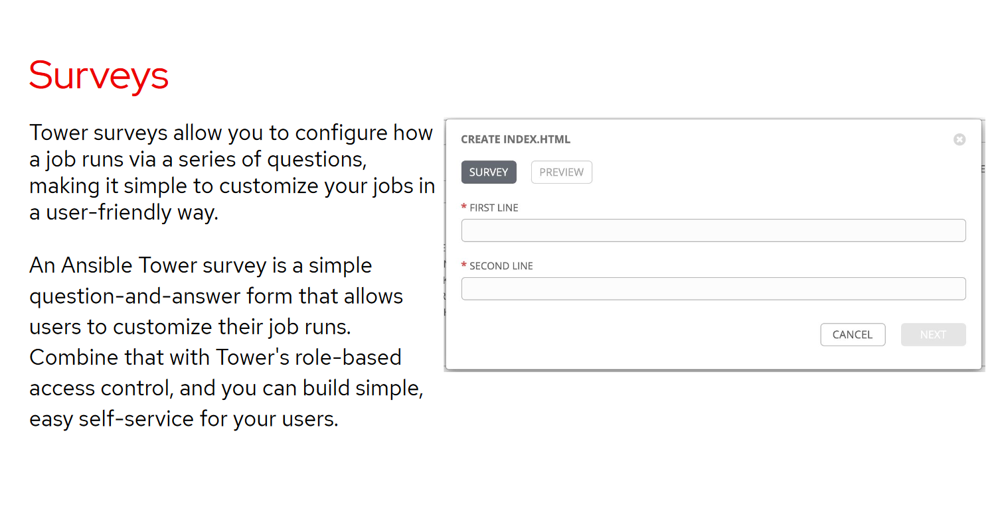 Surveys
Tower surveys allow you to configure how
a job runs via a series of questions,
making it simple to customize your jobs in
a user-friendly way.
An Ansible Tower survey is a simple
question-and-answer form that allows
users to customize their job runs.
Combine that with Tower's role-based
access control, and you can build simple,
easy self-service for your users.
CREATE INDEX.HTML
SURVEY PREVIEW
* FIRST LINE
* SECOND LINE
CANCEL NEXT